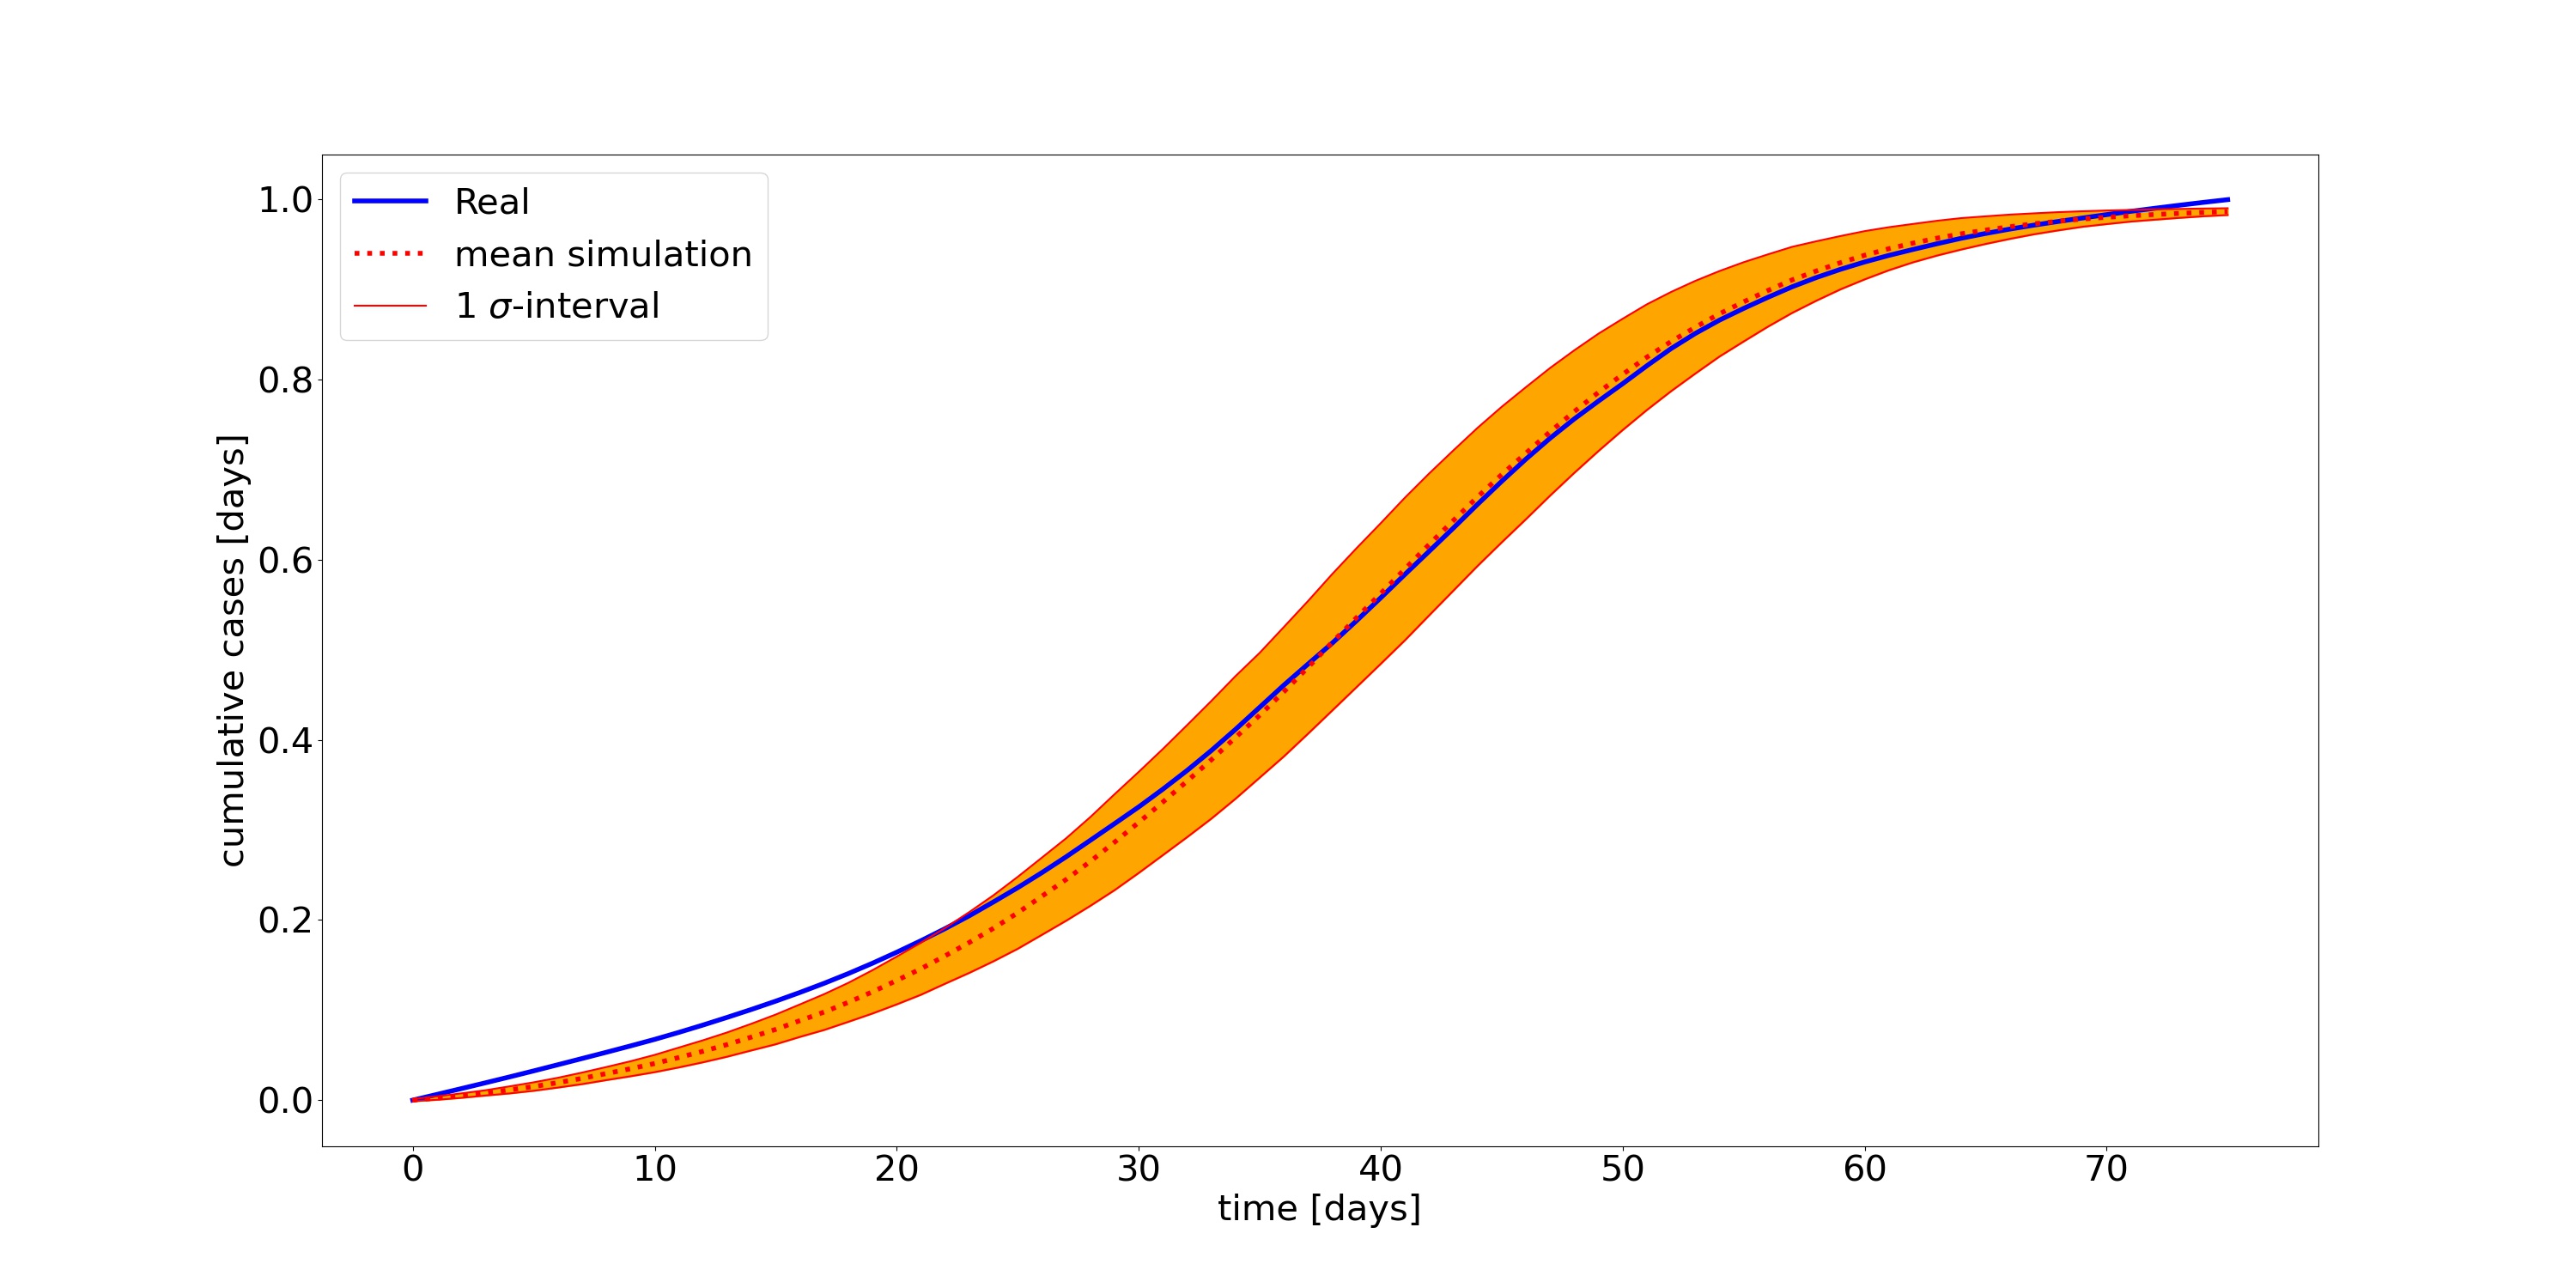 Real
mean simulation
1 σ-interval
1.0
0.8
0.6
0.4
0.2
0.0
cumulative cases [days]
0 10 20 30 40 50 60 70
time [days]